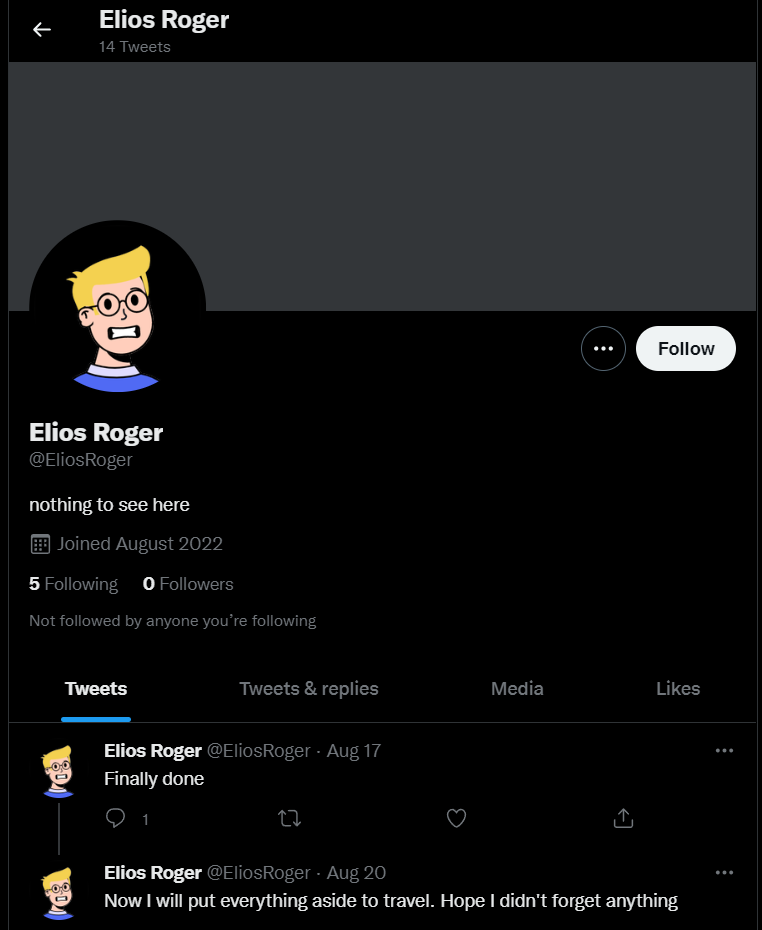 Elios Roger
14 Tweets
Follow
Elios Roger
@EliosRoger
nothing to see here
Joined August 2022
5 Following 0 Followers
Not followed by anyone you’re following
Tweets Tweets & replies Media Likes
Elios Roger @EliosRoger · Aug 17
Finally done
1
Elios Roger @EliosRoger · Aug 20
Now I will put everything aside to travel. Hope I didn't forget anything